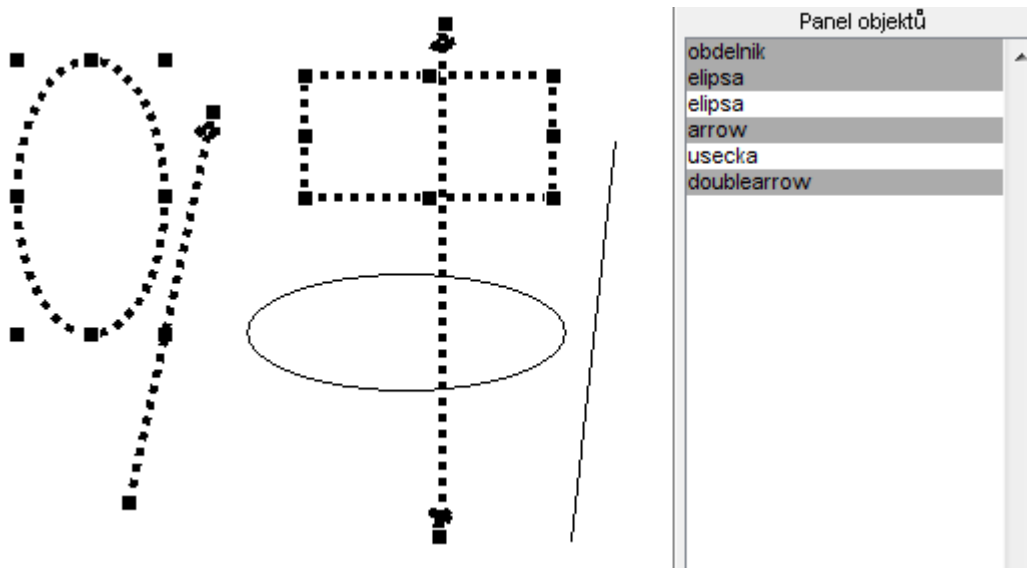 Panel objektů
obdelnik
elipsa
elipsa
arrow
usecka
doublearrow